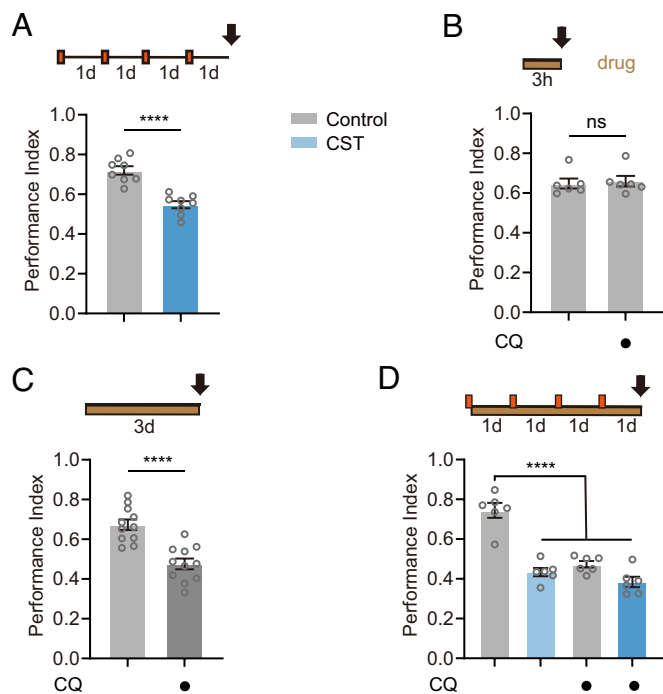 A
1d 1d 1d 1d
Performance Index
1.0
0.8
0.6
0.4
0.2
0.0
****
Control
CST
B
3h
drug
Performance Index
1.0
0.8
0.6
0.4
0.2
0.0
ns
CQ ●
C
3d
Performance Index
1.0
0.8
0.6
0.4
0.2
0.0
****
CQ ●
D
1d 1d 1d 1d
Performance Index
1.0
0.8
0.6
0.4
0.2
0.0
****
CQ ● ●